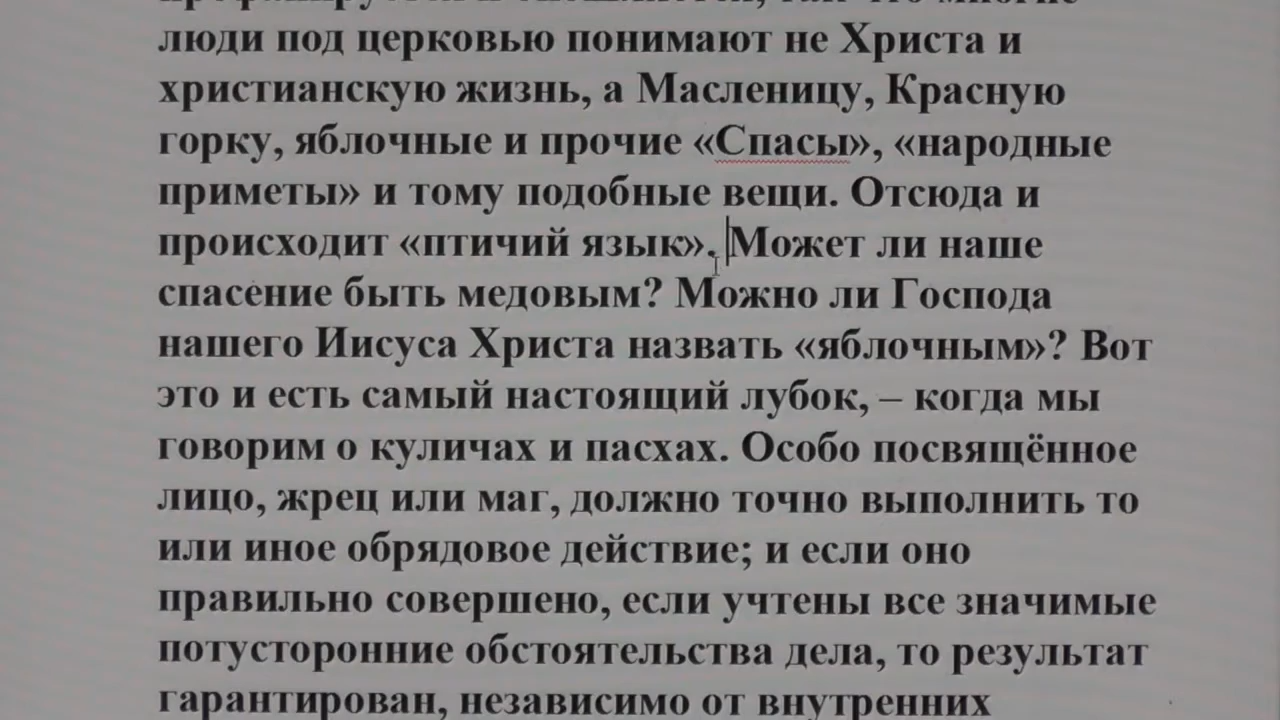 люди под церковью понимают не Христа и
христианскую жизнь, а Масленицу, Красную
горку, яблочные и прочие «Спасы», «народные
приметы» и тому подобные вещи. Отсюда и
происходит «птичий язык». Может ли наше
спасение быть медовым? Можно ли Господа
нашего Иисуса Христа назвать «яблочным»? Вот
это и есть самый настоящий лубок, – когда мы
говорим о куличах и пасхах. Особо посвящённое
лицо, жрец или маг, должно точно выполнить то
или иное обрядовое действие; и если оно
правильно совершено, если учтены все значимые
потусторонние обстоятельства дела, то результат
гарантирован, независимо от внутренних